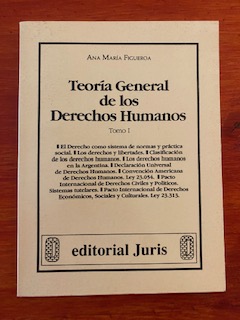 ANA MARÍA FIGUEROA
Teoría General
de los
Derechos Humanos
Tomo I
El Derecho como sistema de normas y práctica
social. Los derechos y libertades. Clasificación
de los derechos humanos. Los derechos humanos
en la Argentina. Declaración Universal
de Derechos Humanos. Convención Americana
de Derechos Humanos. Ley 23.054. Pacto
Internacional de Derechos Civiles y Políticos.
Sistemas tutelares. Pacto Internacional de Derechos
Económicos, Sociales y Culturales. Ley 23.313.
editorial Juris